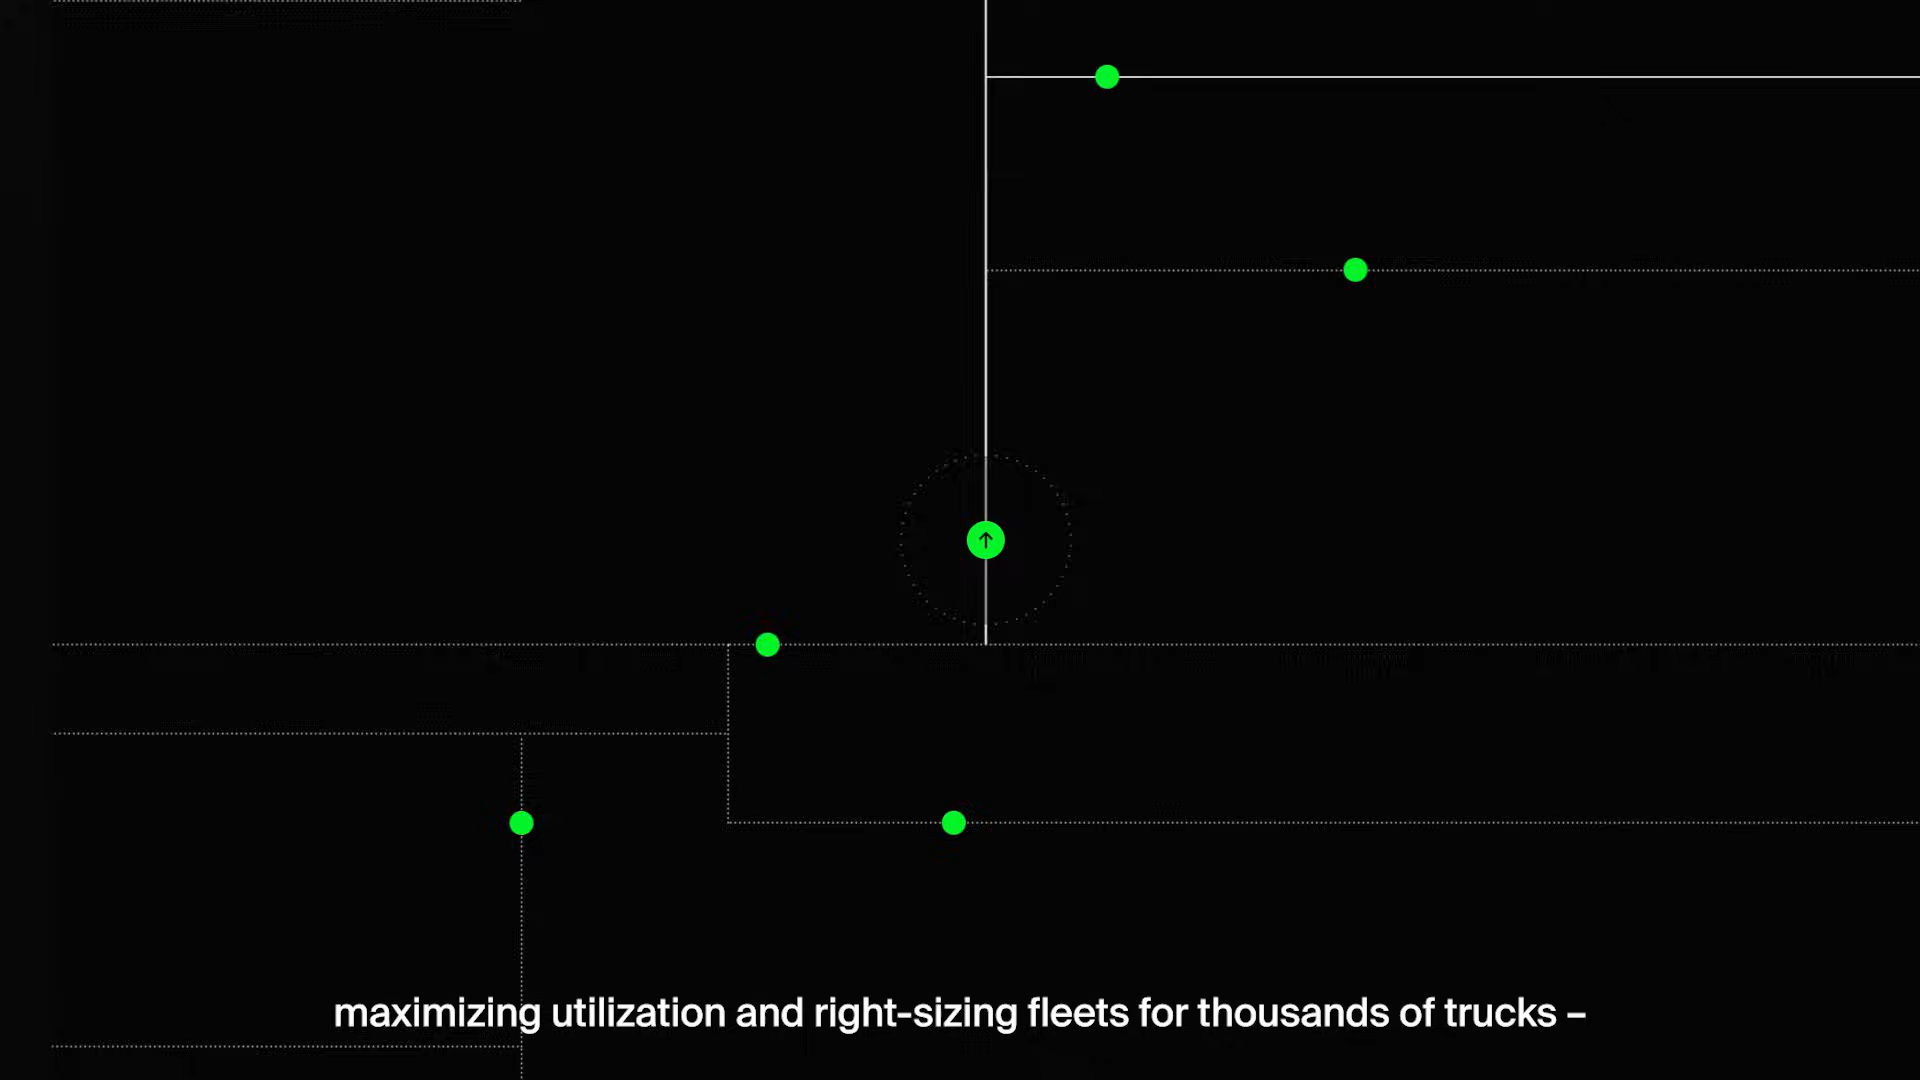 maximizing utilization and right-sizing fleets for thousands of trucks –